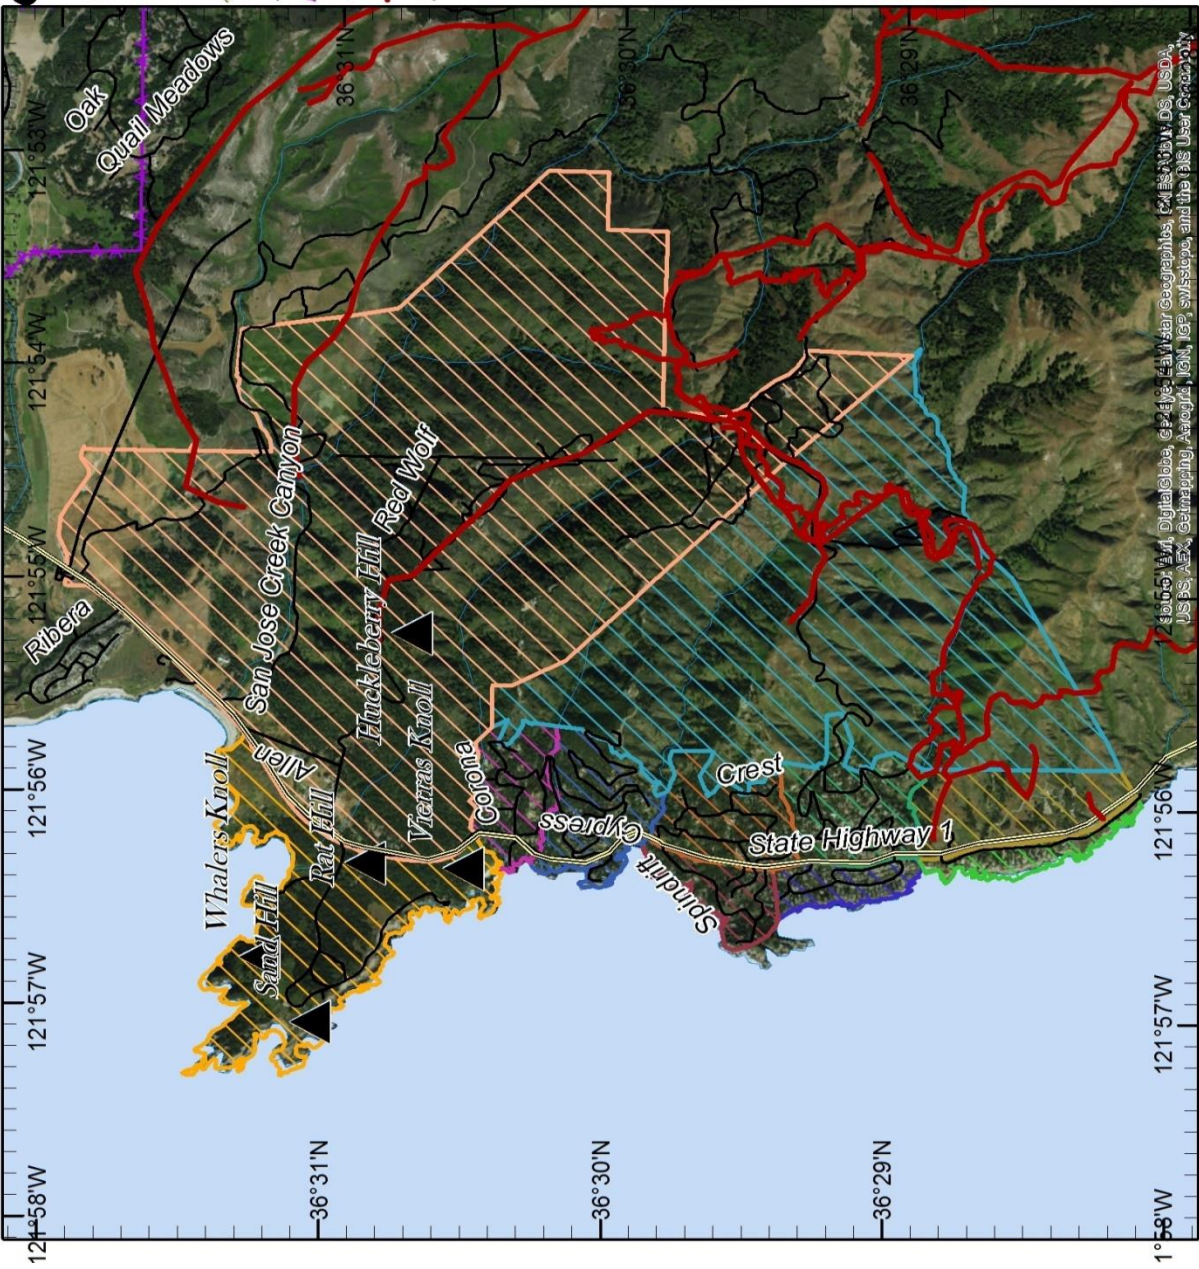 121°53'W
121°54'W
121°55'W
121°56'W
121°57'W
Oak
Quail Meadows
36°31'N
36°30'N
36°29'N
Ribera
San Jose Creek Canyon
Red Wolf
Huckleberry Hill
Vierras Knoll
Whalers Knoll
Allen
Rat Hill
Sand Hill
Corona
Cypress
Crest
Spindrift
State Highway 1
121°58'W
36°31'N
36°30'N
36°29'N
121°56'W
121°57'W
1°58'W
USGS, AEX, Getmapping, Aerogrid, IGN, IGP, swisstopo, and the GIS User Community